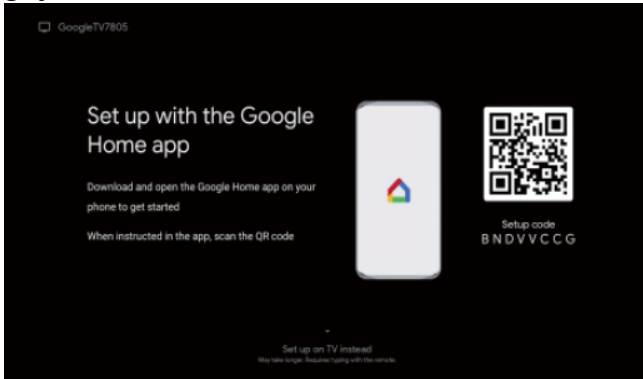 GoogleTV7805
Set up with the Google
Home app
Download and open the Google Home app on your
phone to get started
When instructed in the app, scan the QR code
Setup code
BNDVVCCG
Set up on TV instead
May take longer. Requires typing with the remote.